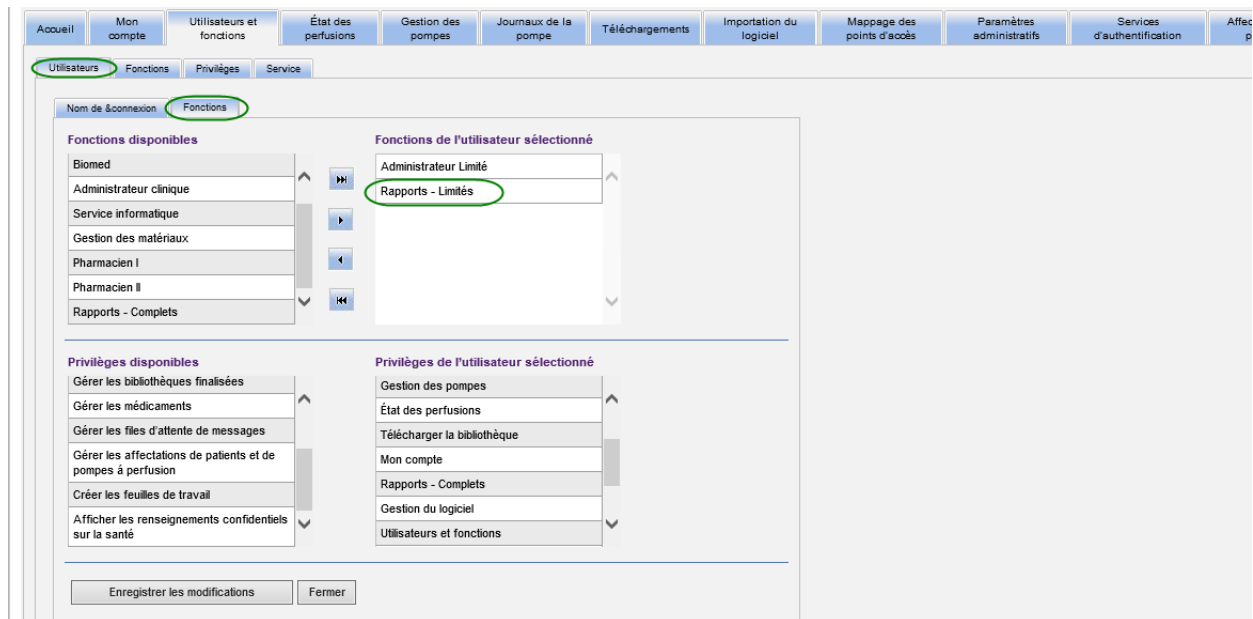 Accueil
Mon compte
Utilisateurs et fonctions
État des perfusions
Gestion des pompes
Journaux de la pompe
Téléchargements
Importation du logiciel
Mappage des points d'accès
Paramètres administratifs
Services d'authentification
Utilisateurs
Fonctions
Privilèges
Service
Nom de &connexion
Fonctions
Fonctions disponibles
Biomed
Administrateur clinique
Service informatique
Gestion des matériaux
Pharmacien I
Pharmacien II
Rapports - Complets
Fonctions de l'utilisateur sélectionné
Administrateur Limité
Rapports - Limités
Privilèges disponibles
Gérer les bibliothèques finalisées
Gérer les médicaments
Gérer les files d'attente de messages
Gérer les affectations de patients et de
pompes á perfusion
Créer les feuilles de travail
Afficher les renseignements confidentiels
sur la santé
Privilèges de l'utilisateur sélectionné
Gestion des pompes
État des perfusions
Télécharger la bibliothèque
Mon compte
Rapports - Complets
Gestion du logiciel
Utilisateurs et fonctions
Enregistrer les modifications
Fermer